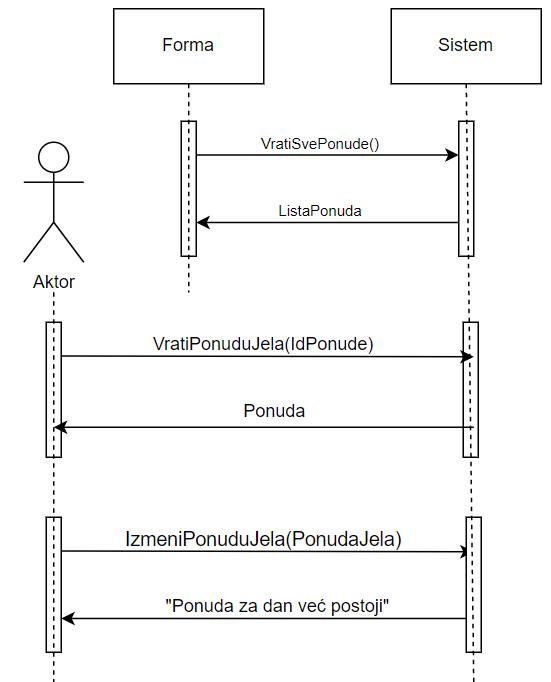 Forma
Sistem
VratiSvePonude()
ListaPonuda
Aktor
VratiPonuduJela(IdPonude)
Ponuda
IzmeniPonuduJela(PonudaJela)
"Ponuda za dan već postoji"